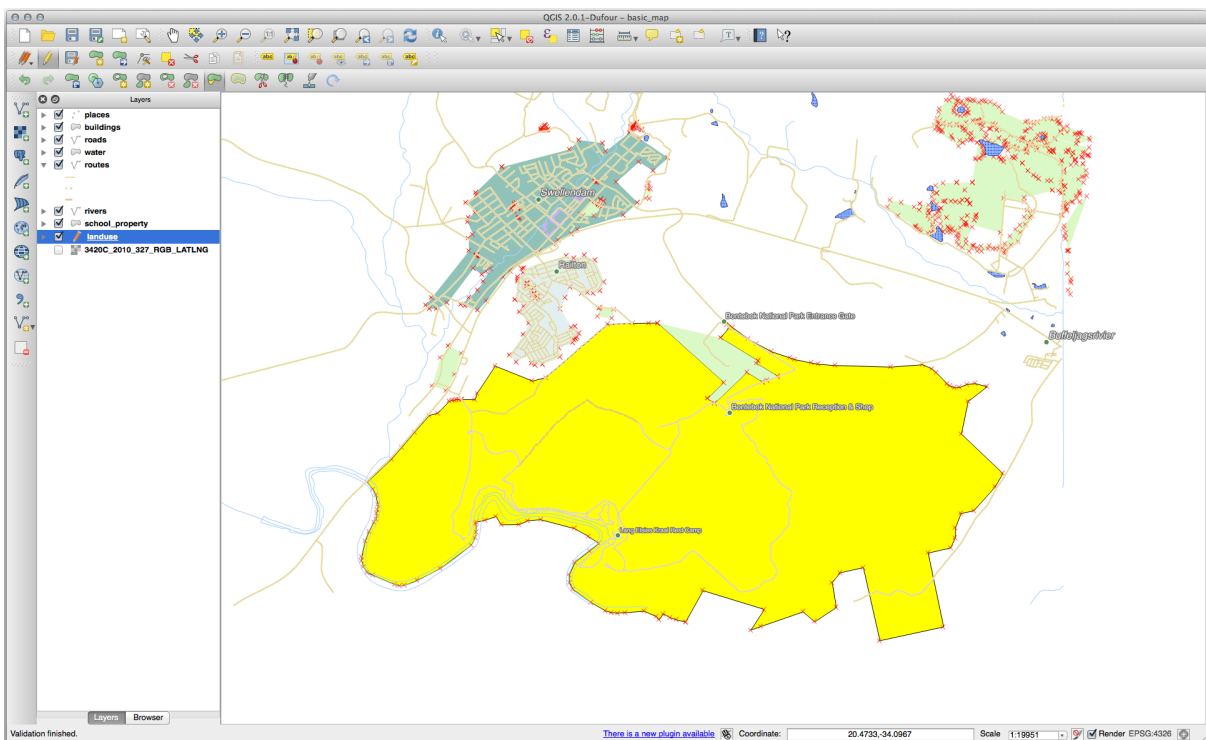 QGIS 2.0.1-Dufour - basic_map
Layers
places
buildings
roads
water
routes
rivers
school_property
landuse
3420C_2010_327_RGB_LATLNG
Swellendam
Railton
Bontebok National Park Entrance Gate
Buffeljagsrivier
Bontebok National Park Reception & Shop
Lang Elsies Kraal Rest Camp
Layers Browser
Validation finished. There is a new plugin available Coordinate: 20.4733,-34.0967 Scale 1:19951 Render EPSG:4326